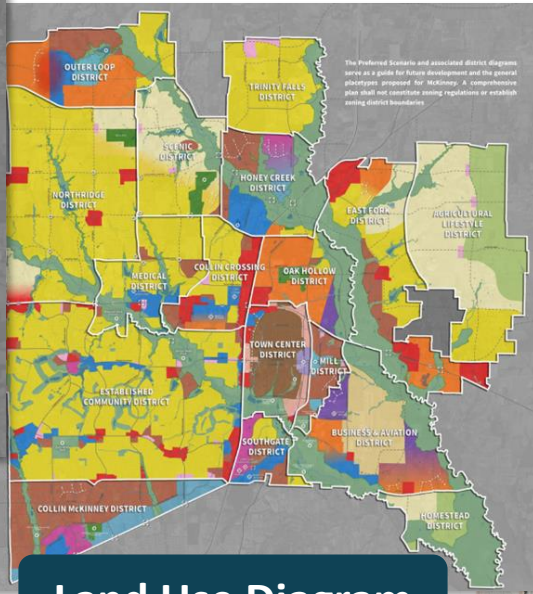 The Preferred Scenario and associated district diagrams
serve as a guide for future development and the general
placetypes proposed for McKinney. A comprehensive
plan shall not constitute zoning regulations or establish
zoning district boundaries
OUTER LOOP
DISTRICT
TRINITY FALLS
DISTRICT
SCENIC
DISTRICT
HONEY CREEK
DISTRICT
NORTHRIDGE
DISTRICT
EAST FORK
DISTRICT
AGRICULTURAL
LIFESTYLE
DISTRICT
MEDICAL
DISTRICT
COLLIN CROSSING
DISTRICT
OAK HOLLOW
DISTRICT
TOWN CENTER
DISTRICT
MILL
DISTRICT
ESTABLISHED
COMMUNITY DISTRICT
SOUTHGATE
DISTRICT
BUSINESS & AVIATION
DISTRICT
COLLIN McKINNEY DISTRICT
HOMESTEAD
DISTRICT
Land Use Diagram